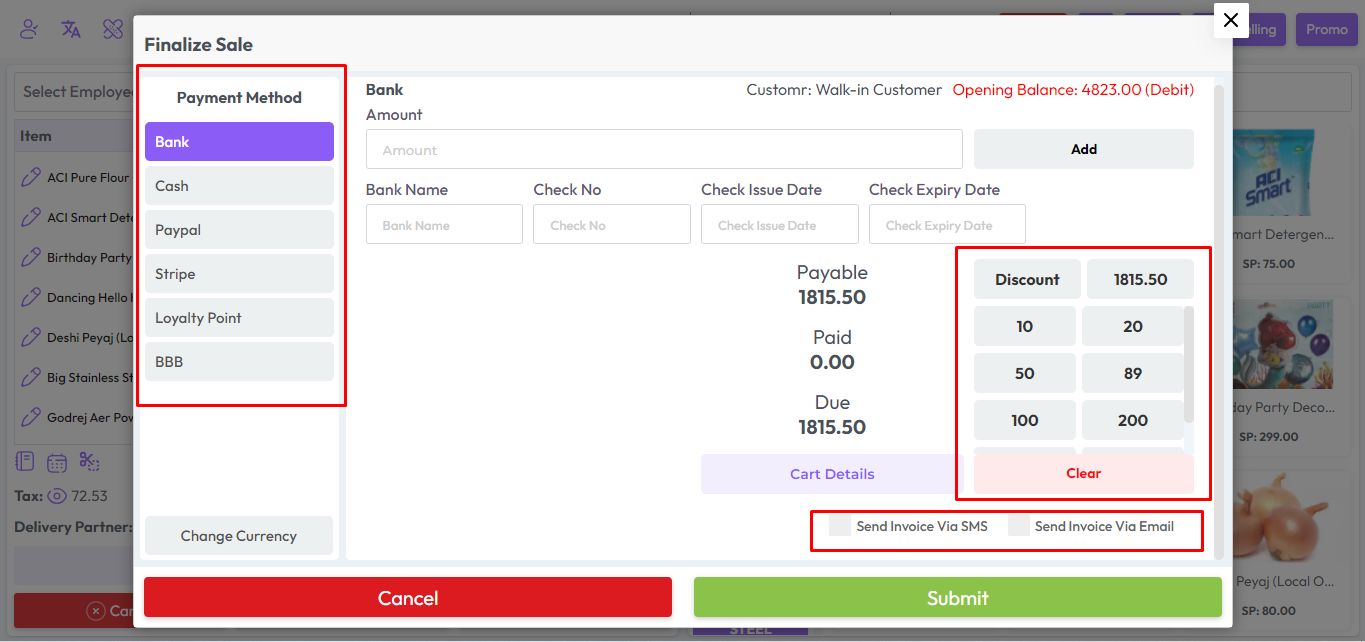 Finalize Sale
elling
Promo
Select Employe
Item
ACI Pure Flour
ACI Smart Dete
Birthday Party
Dancing Hello
Deshi Peyaj (Lo
Big Stainless St
Godrej Aer Pow
Tax: 72.53
Delivery Partner:
Payment Method
Bank
Cash
Paypal
Stripe
Loyalty Point
BBB
Change Currency
Bank
Customr: Walk-in Customer Opening Balance: 4823.00 (Debit)
Amount
Amount
Add
Bank Name Check No Check Issue Date Check Expiry Date
Bank Name Check No Check Issue Date Check Expiry Date
Payable
1815.50
Paid
0.00
Due
1815.50
Cart Details
Discount 1815.50
10 20
50 89
100 200
Clear
Send Invoice Via SMS Send Invoice Via Email
Cancel
Submit
ACI
Smart
mart Detergen...
SP: 75.00
day Party Deco...
SP: 299.00
Peyaj (Local O...
SP: 80.00
STEEL